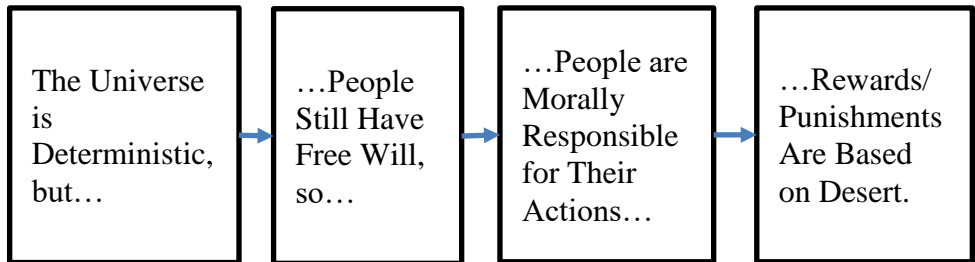 The Universe
is
Deterministic,
but…
…People
Still Have
Free Will,
so…
…People are
Morally
Responsible
for Their
Actions…
…Rewards/
Punishments
Are Based
on Desert.